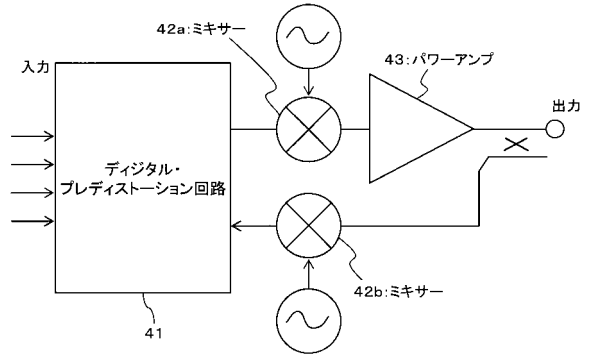 42a:ミキサー
入力
43:パワーアンプ
出力
ディジタル・
プレディストーション回路
42b:ミキサー
41